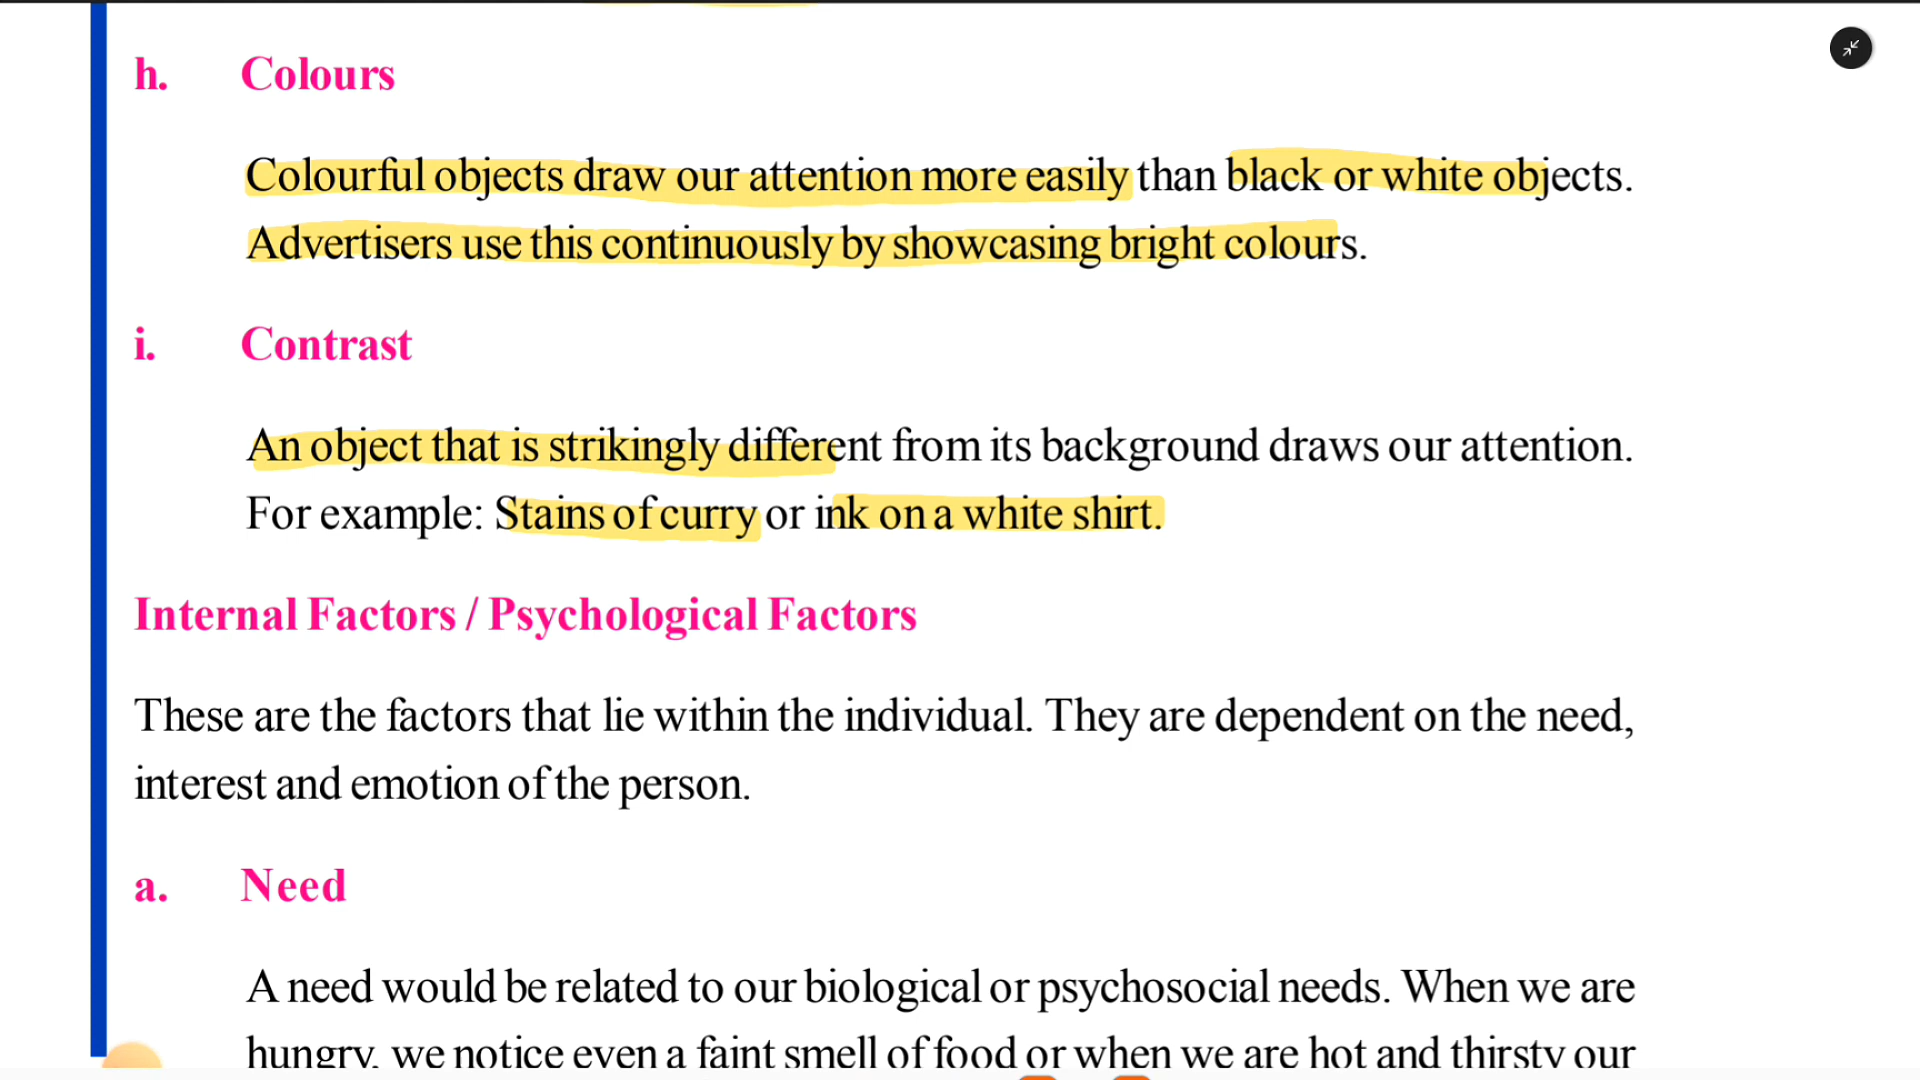 h. Colours
Colourful objects draw our attention more easily than black or white objects.
Advertisers use this continuously by showcasing bright colours.
i. Contrast
An object that is strikingly different from its background draws our attention.
For example: Stains of curry or ink on a white shirt.
Internal Factors / Psychological Factors
These are the factors that lie within the individual. They are dependent on the need,
interest and emotion of the person.
a. Need
A need would be related to our biological or psychosocial needs. When we are
hungry, we notice even a faint smell of food or when we are hot and thirsty our